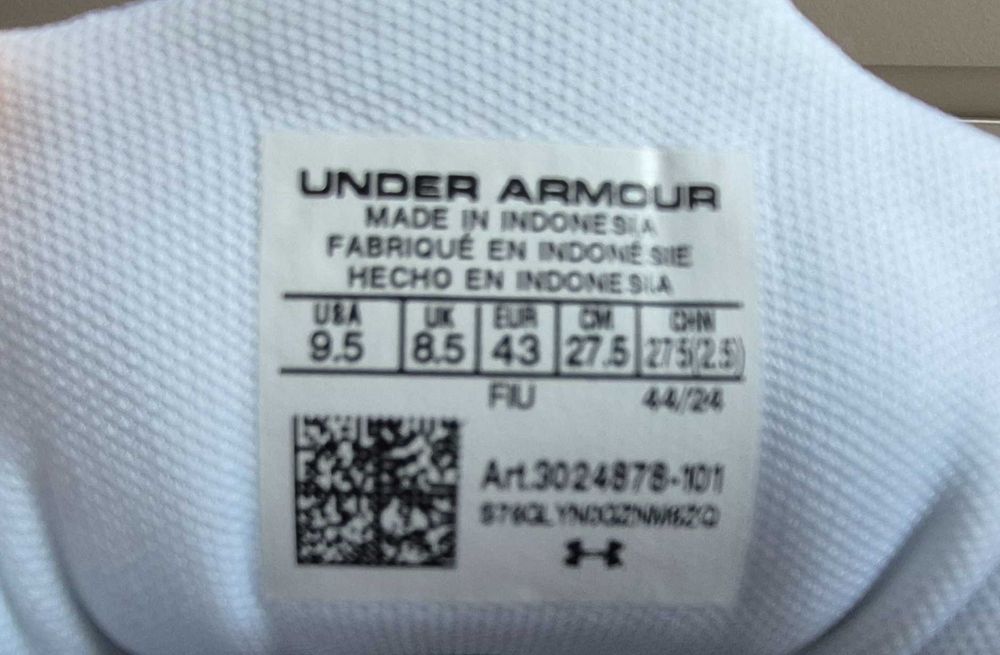 UNDER ARMOUR
MADE IN INDONESIA
FABRIQUÉ EN INDONÉSIE
HECHO EN INDONESIA
USA UK EUR CM CHN
9.5 8.5 43 27.5 275(2.5)
FIU 44/24
Art.3024878-101